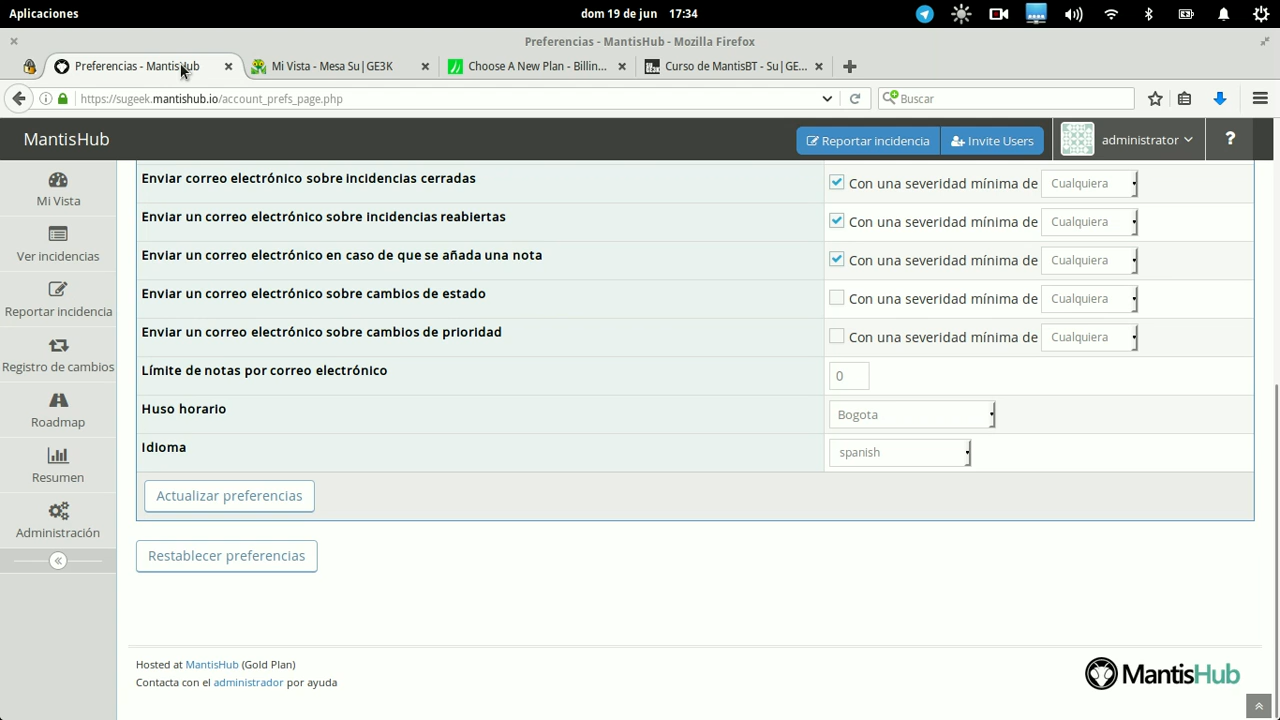 Aplicaciones
dom 19 de jun 17:34
Preferencias - MantisHub - Mozilla Firefox
Preferencias - MantisHub
Mi Vista - Mesa Su|GE3K
Choose A New Plan - Billin...
Curso de MantisBT - Su|GE...
https://sugeek.mantishub.io/account_prefs_page.php
Buscar
MantisHub
Reportar incidencia
Invite Users
administrator
?
Mi Vista
Ver incidencias
Reportar incidencia
Registro de cambios
Roadmap
Resumen
Administración
Enviar correo electrónico sobre incidencias cerradas
Con una severidad mínima de Cualquiera
Enviar un correo electrónico sobre incidencias reabiertas
Con una severidad mínima de Cualquiera
Enviar un correo electrónico en caso de que se añada una nota
Con una severidad mínima de Cualquiera
Enviar un correo electrónico sobre cambios de estado
Con una severidad mínima de Cualquiera
Enviar un correo electrónico sobre cambios de prioridad
Con una severidad mínima de Cualquiera
Límite de notas por correo electrónico
0
Huso horario
Bogota
Idioma
spanish
Actualizar preferencias
Restablecer preferencias
Hosted at MantisHub (Gold Plan)
Contacta con el administrador por ayuda
MantisHub